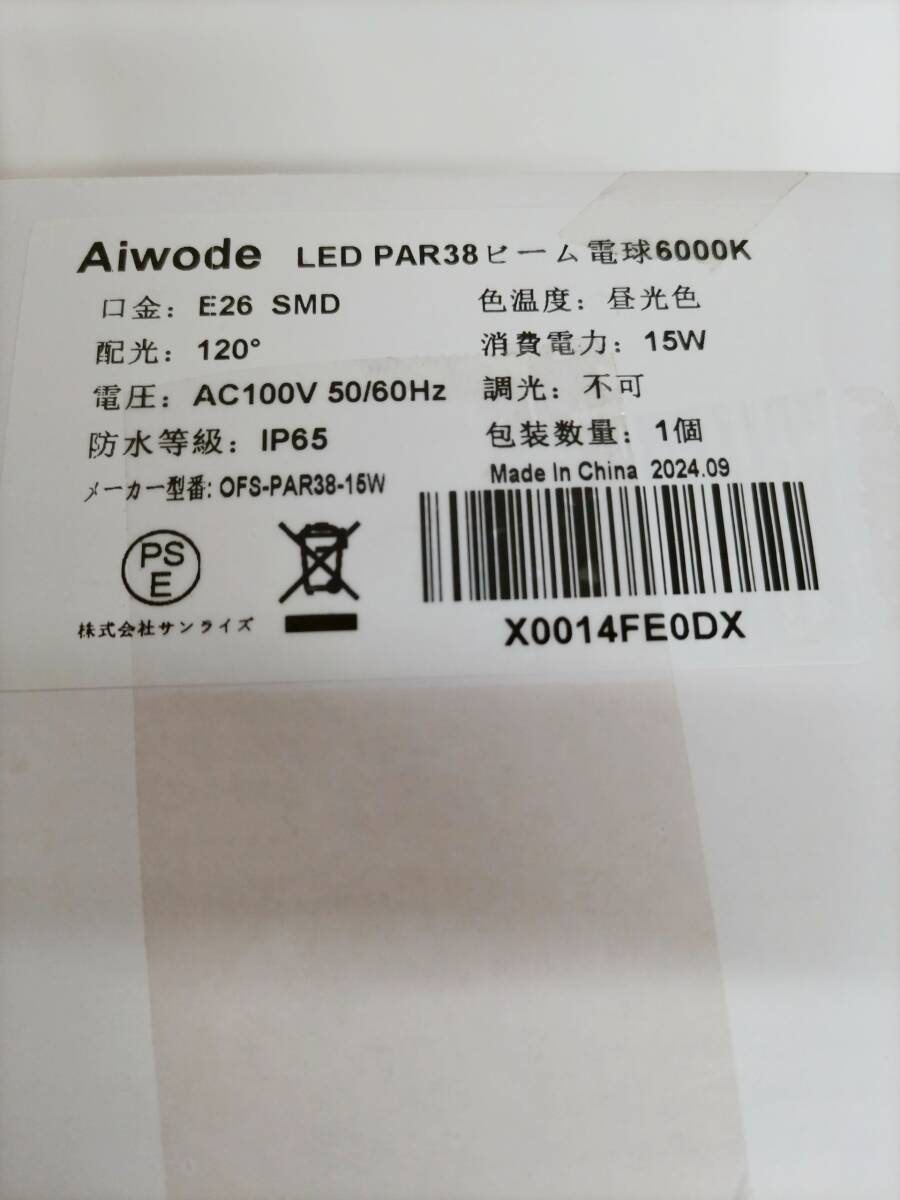 Aiwode LED PAR38ビーム電球6000K
口金：E26 SMD 色温度：昼光色
配光：120° 消費電力：15W
電圧：AC100V 50/60Hz 調光：不可
防水等級：IP65 包装数量：1個
メーカー型番: OFS-PAR38-15W Made In China 2024.09
PS
E
株式会社サンライズ
X0014FE0DX